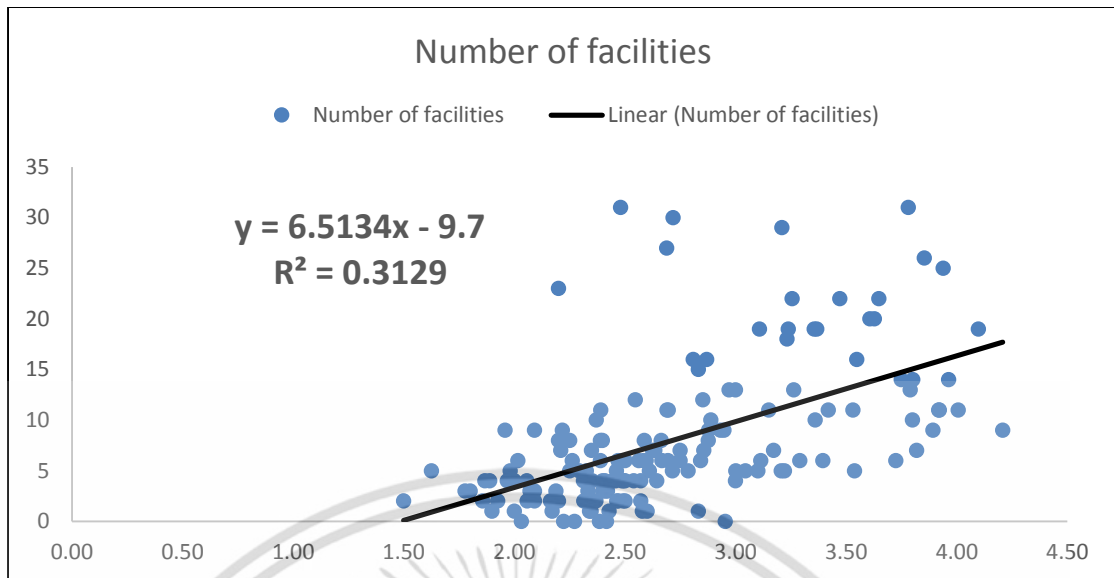 Number of facilities
Number of facilities Linear (Number of facilities)
35
30
25
20
15
10
5
0
y = 6.5134x - 9.7
R² = 0.3129
0.00 0.50 1.00 1.50 2.00 2.50 3.00 3.50 4.00 4.50